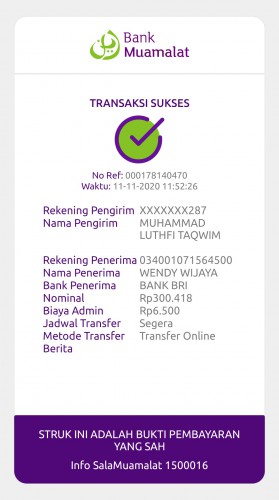 Bank
Muamalat
TRANSAKSI SUKSES
No Ref: 000178140470
Waktu: 11-11-2020 11:52:26
Rekening Pengirim XXXXXXX287
Nama Pengirim MUHAMMAD
LUTHFI TAQWIM
Rekening Penerima 034001071564500
Nama Penerima WENDY WIJAYA
Bank Penerima BANK BRI
Nominal Rp300.418
Biaya Admin Rp6.500
Jadwal Transfer Segera
Metode Transfer Transfer Online
Berita
STRUK INI ADALAH BUKTI PEMBAYARAN
YANG SAH
Info SalaMuamalat 1500016